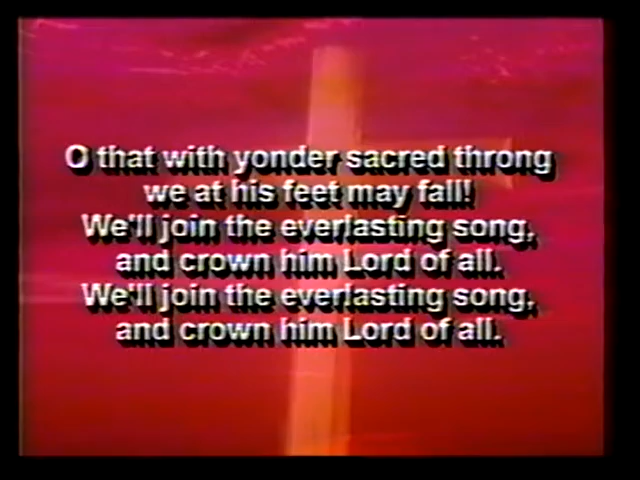 O that with yonder sacred throng
we at his feet may fall!
We'll join the everlasting song,
and crown him Lord of all.
We'll join the everlasting song,
and crown him Lord of all.